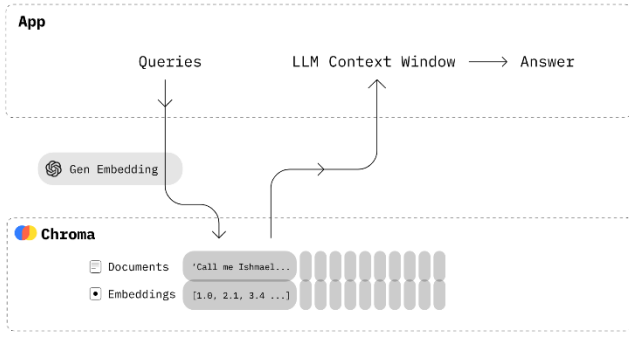 App
Queries
LLM Context Window
Answer
Gen Embedding
Chroma
Documents
'Call me Ishmael...
Embeddings
[1.0, 2.1, 3.4 ...]